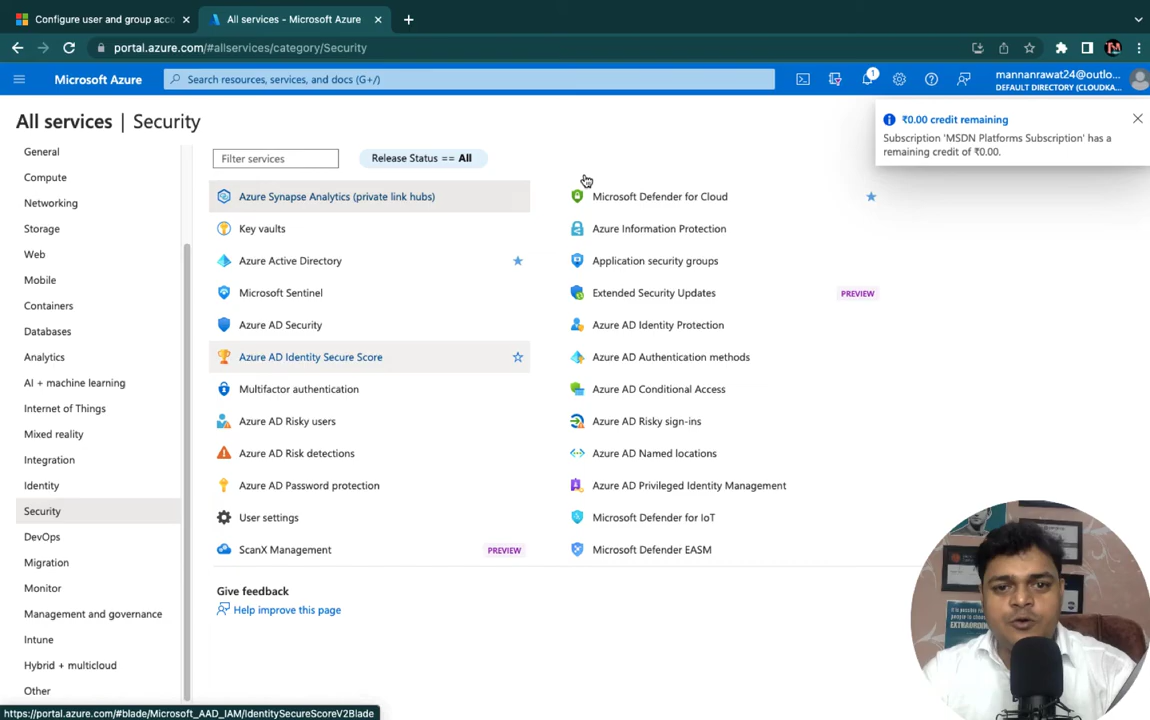 Configure user and group acco
All services - Microsoft Azure
portal.azure.com/#allservices/category/Security
Microsoft Azure
Search resources, services, and docs (G+/)
1
mannanrawat24@outlo...
DEFAULT DIRECTORY (CLOUDKA...
All services | Security
₹0.00 credit remaining
Subscription 'MSDN Platforms Subscription' has a
remaining credit of ₹0.00.
General
Compute
Networking
Storage
Web
Mobile
Containers
Databases
Analytics
AI + machine learning
Internet of Things
Mixed reality
Integration
Identity
Security
DevOps
Migration
Monitor
Management and governance
Intune
Hybrid + multicloud
Other
Filter services
Release Status == All
Azure Synapse Analytics (private link hubs)
Key vaults
Azure Active Directory
Microsoft Sentinel
Azure AD Security
Azure AD Identity Secure Score
Multifactor authentication
Azure AD Risky users
Azure AD Risk detections
Azure AD Password protection
User settings
ScanX Management PREVIEW
Microsoft Defender for Cloud
Azure Information Protection
Application security groups
Extended Security Updates PREVIEW
Azure AD Identity Protection
Azure AD Authentication methods
Azure AD Conditional Access
Azure AD Risky sign-ins
Azure AD Named locations
Azure AD Privileged Identity Management
Microsoft Defender for IoT
Microsoft Defender EASM
Give feedback
Help improve this page
EXTRAORDINARY
https://portal.azure.com/#blade/Microsoft_AAD_IAM/IdentitySecureScoreV2Blade